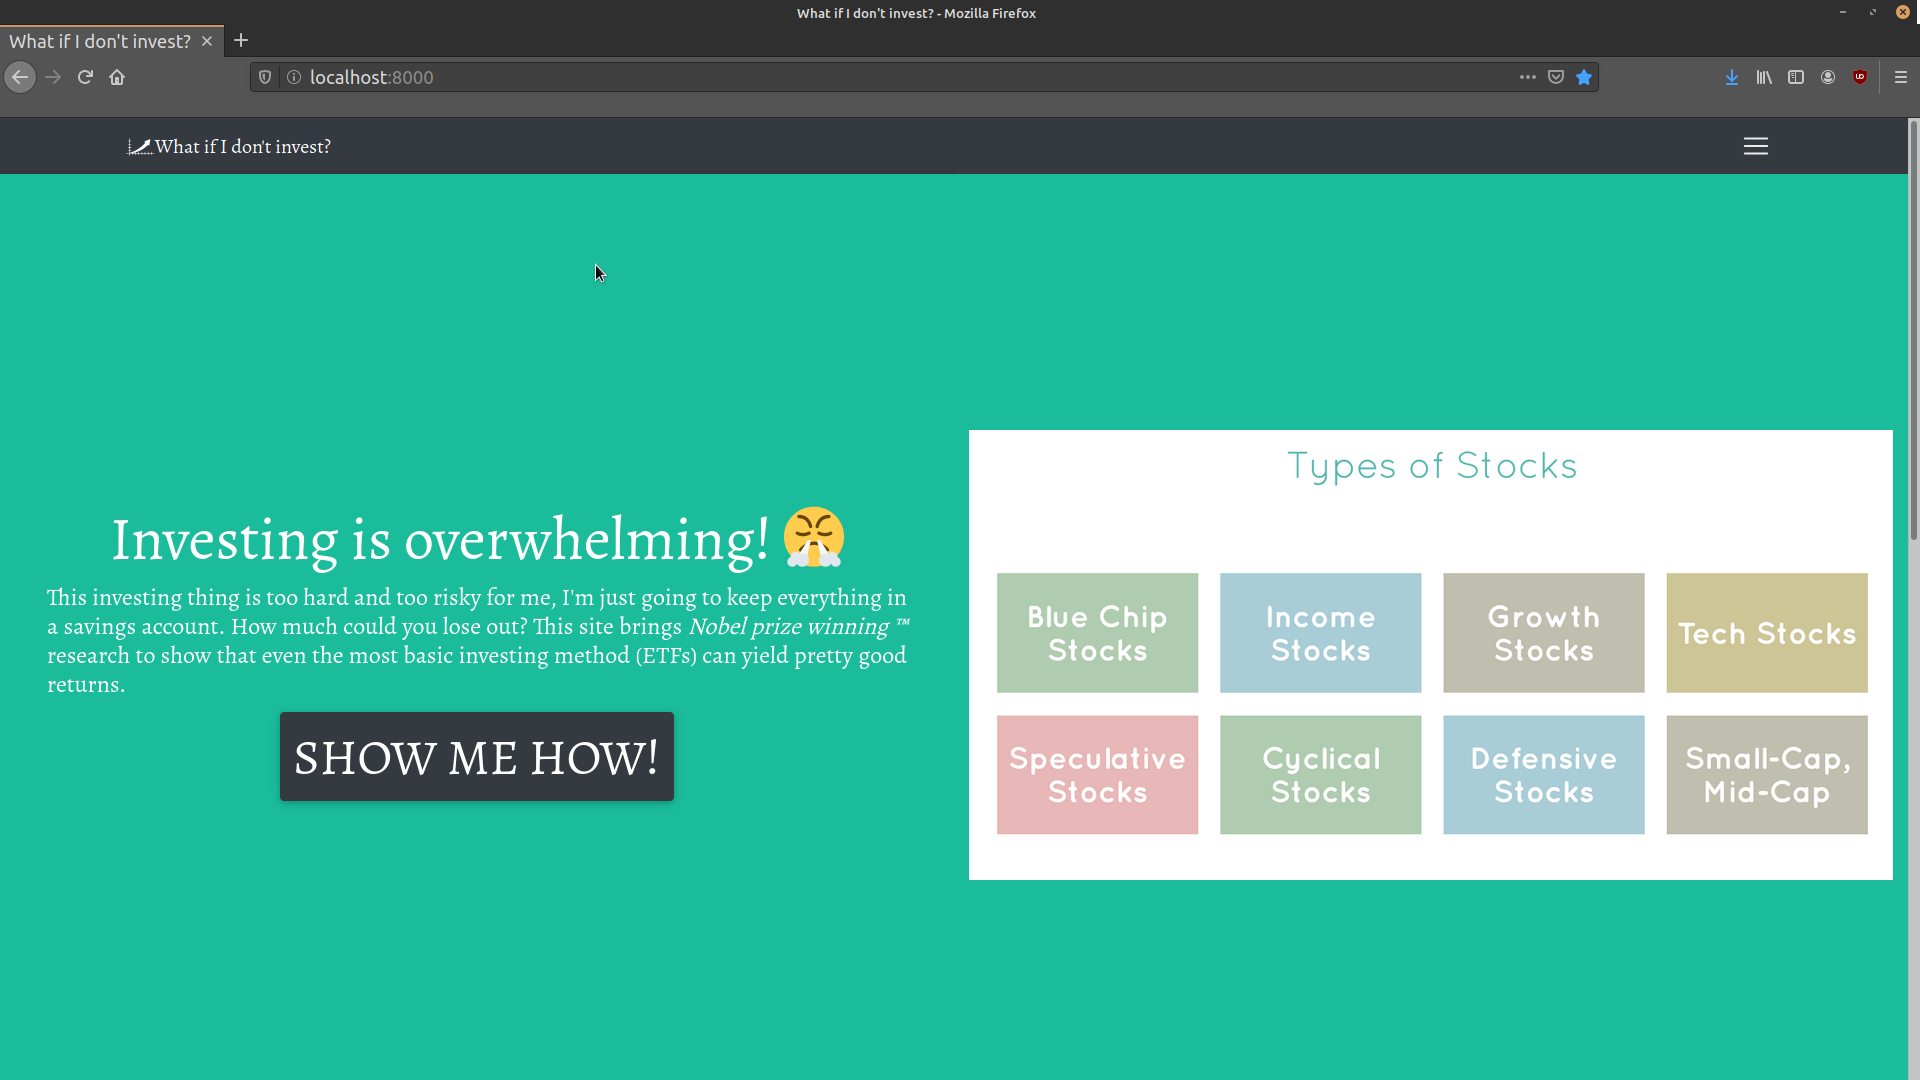 What if I don't invest? - Mozilla Firefox
What if I don't invest?
localhost:8000
What if I don't invest?
Investing is overwhelming! 😤
This investing thing is too hard and too risky for me, I'm just going to keep everything in
a savings account. How much could you lose out? This site brings Nobel prize winning ™
research to show that even the most basic investing method (ETFs) can yield pretty good
returns.
SHOW ME HOW!
Types of Stocks
Blue Chip
Stocks
Income
Stocks
Growth
Stocks
Tech Stocks
Speculative
Stocks
Cyclical
Stocks
Defensive
Stocks
Small-Cap,
Mid-Cap